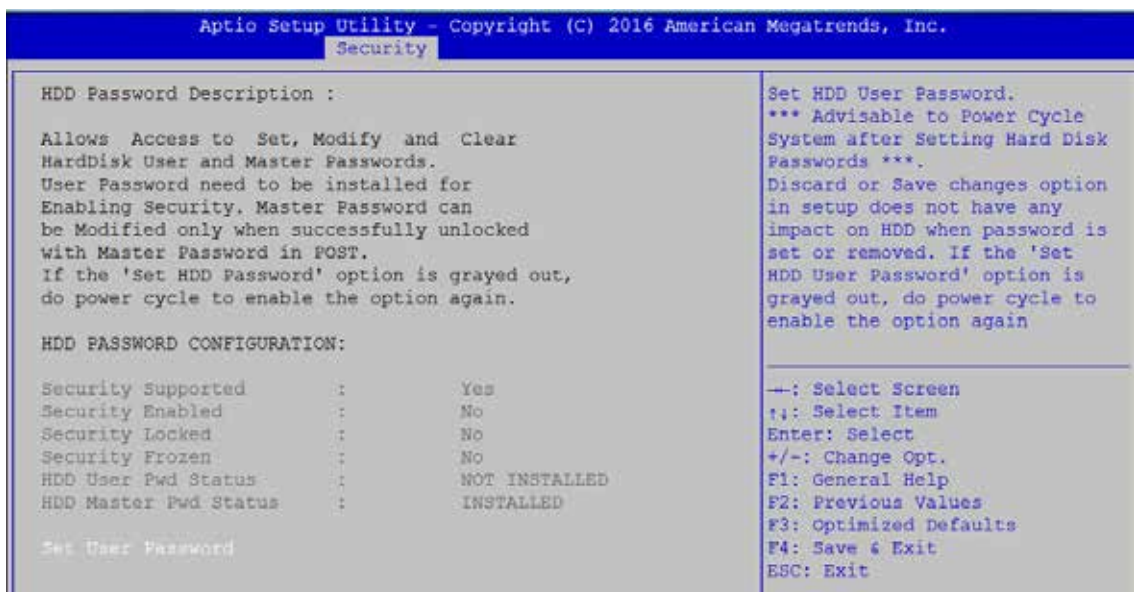 Aptio Setup Utility - Copyright (C) 2016 American Megatrends, Inc.
Security
HDD Password Description :
Allows Access to Set, Modify and Clear
HardDisk User and Master Passwords.
User Password need to be installed for
Enabling Security. Master Password can
be Modified only when successfully unlocked
with Master Password in POST.
If the 'Set HDD Password' option is grayed out,
do power cycle to enable the option again.
HDD PASSWORD CONFIGURATION:
Security Supported : Yes
Security Enabled : No
Security Locked : No
Security Frozen : No
HDD User Pwd Status : NOT INSTALLED
HDD Master Pwd Status : INSTALLED
Set User Password
Set HDD User Password.
*** Advisable to Power Cycle
System after Setting Hard Disk
Passwords ***.
Discard or Save changes option
in setup does not have any
impact on HDD when password is
set or removed. If the 'Set
HDD User Password' option is
grayed out, do power cycle to
enable the option again
→←: Select Screen
↑↓: Select Item
Enter: Select
+/-: Change Opt.
F1: General Help
F2: Previous Values
F3: Optimized Defaults
F4: Save & Exit
ESC: Exit